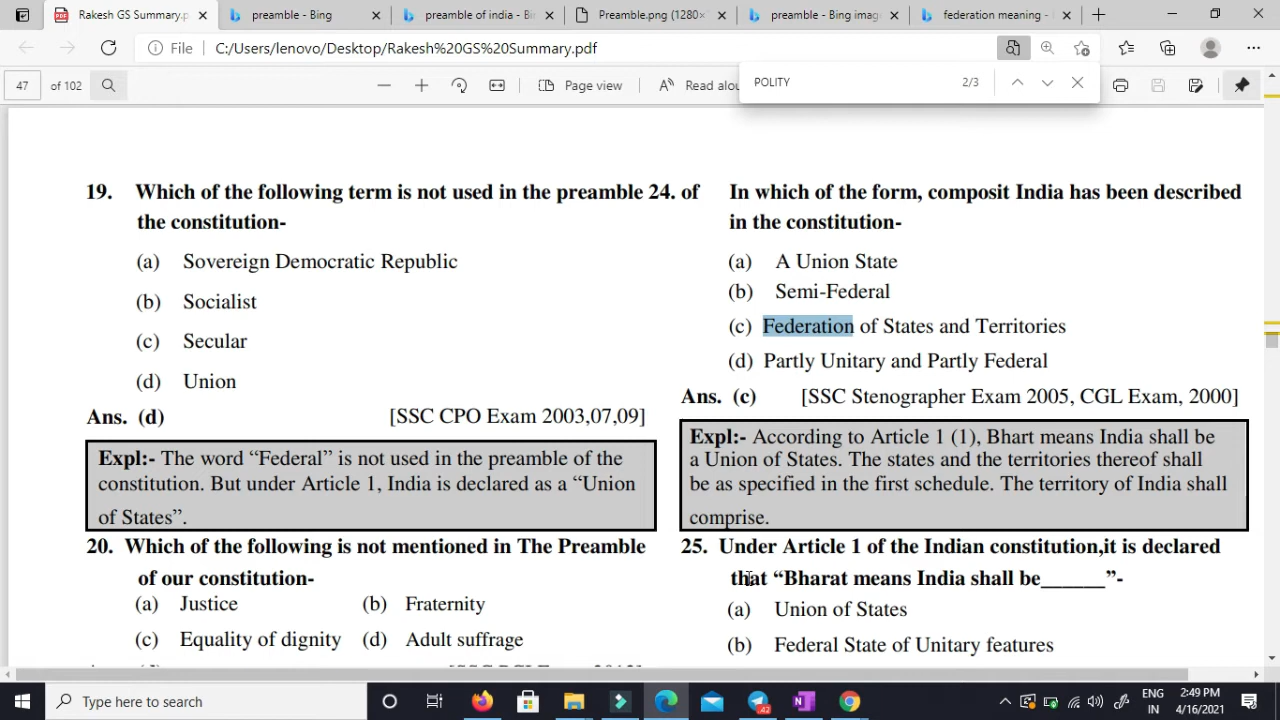 Rakesh GS Summary.p
preamble - Bing
preamble of india - B
Preamble.png (1280×
preamble - Bing imag
federation meaning -
File
C:/Users/lenovo/Desktop/Rakesh%20GS%20Summary.pdf
47 of 102
Page view
Read alou
POLITY
2/3
19. Which of the following term is not used in the preamble 24. of
the constitution-
(a) Sovereign Democratic Republic
(b) Socialist
(c) Secular
(d) Union
Ans. (d) [SSC CPO Exam 2003,07,09]
Expl:- The word “Federal” is not used in the preamble of the
constitution. But under Article 1, India is declared as a “Union
of States”.
20. Which of the following is not mentioned in The Preamble
of our constitution-
(a) Justice (b) Fraternity
(c) Equality of dignity (d) Adult suffrage
In which of the form, composit India has been described
in the constitution-
(a) A Union State
(b) Semi-Federal
(c) Federation of States and Territories
(d) Partly Unitary and Partly Federal
Ans. (c) [SSC Stenographer Exam 2005, CGL Exam, 2000]
Expl:- According to Article 1 (1), Bhart means India shall be
a Union of States. The states and the territories thereof shall
be as specified in the first schedule. The territory of India shall
comprise.
25. Under Article 1 of the Indian constitution,it is declared
that “Bharat means India shall be______”-
(a) Union of States
(b) Federal State of Unitary features
Type here to search
42
ENG
IN
2:49 PM
4/16/2021